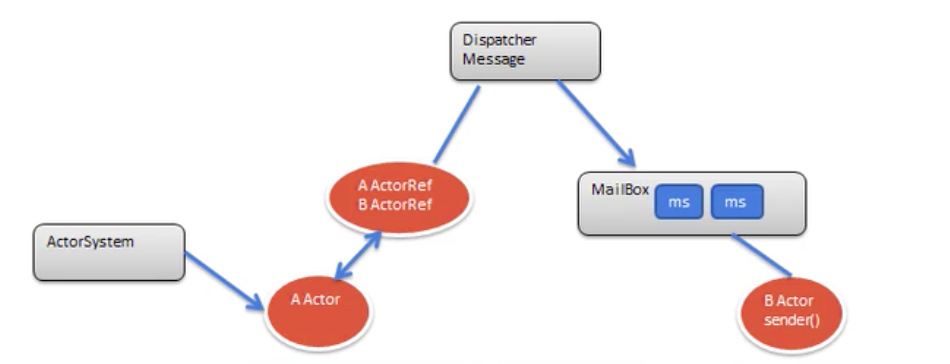 Dispatcher
Message
A ActorRef
B ActorRef
MailBox
ms
ms
ActorSystem
A Actor
B Actor
sender()